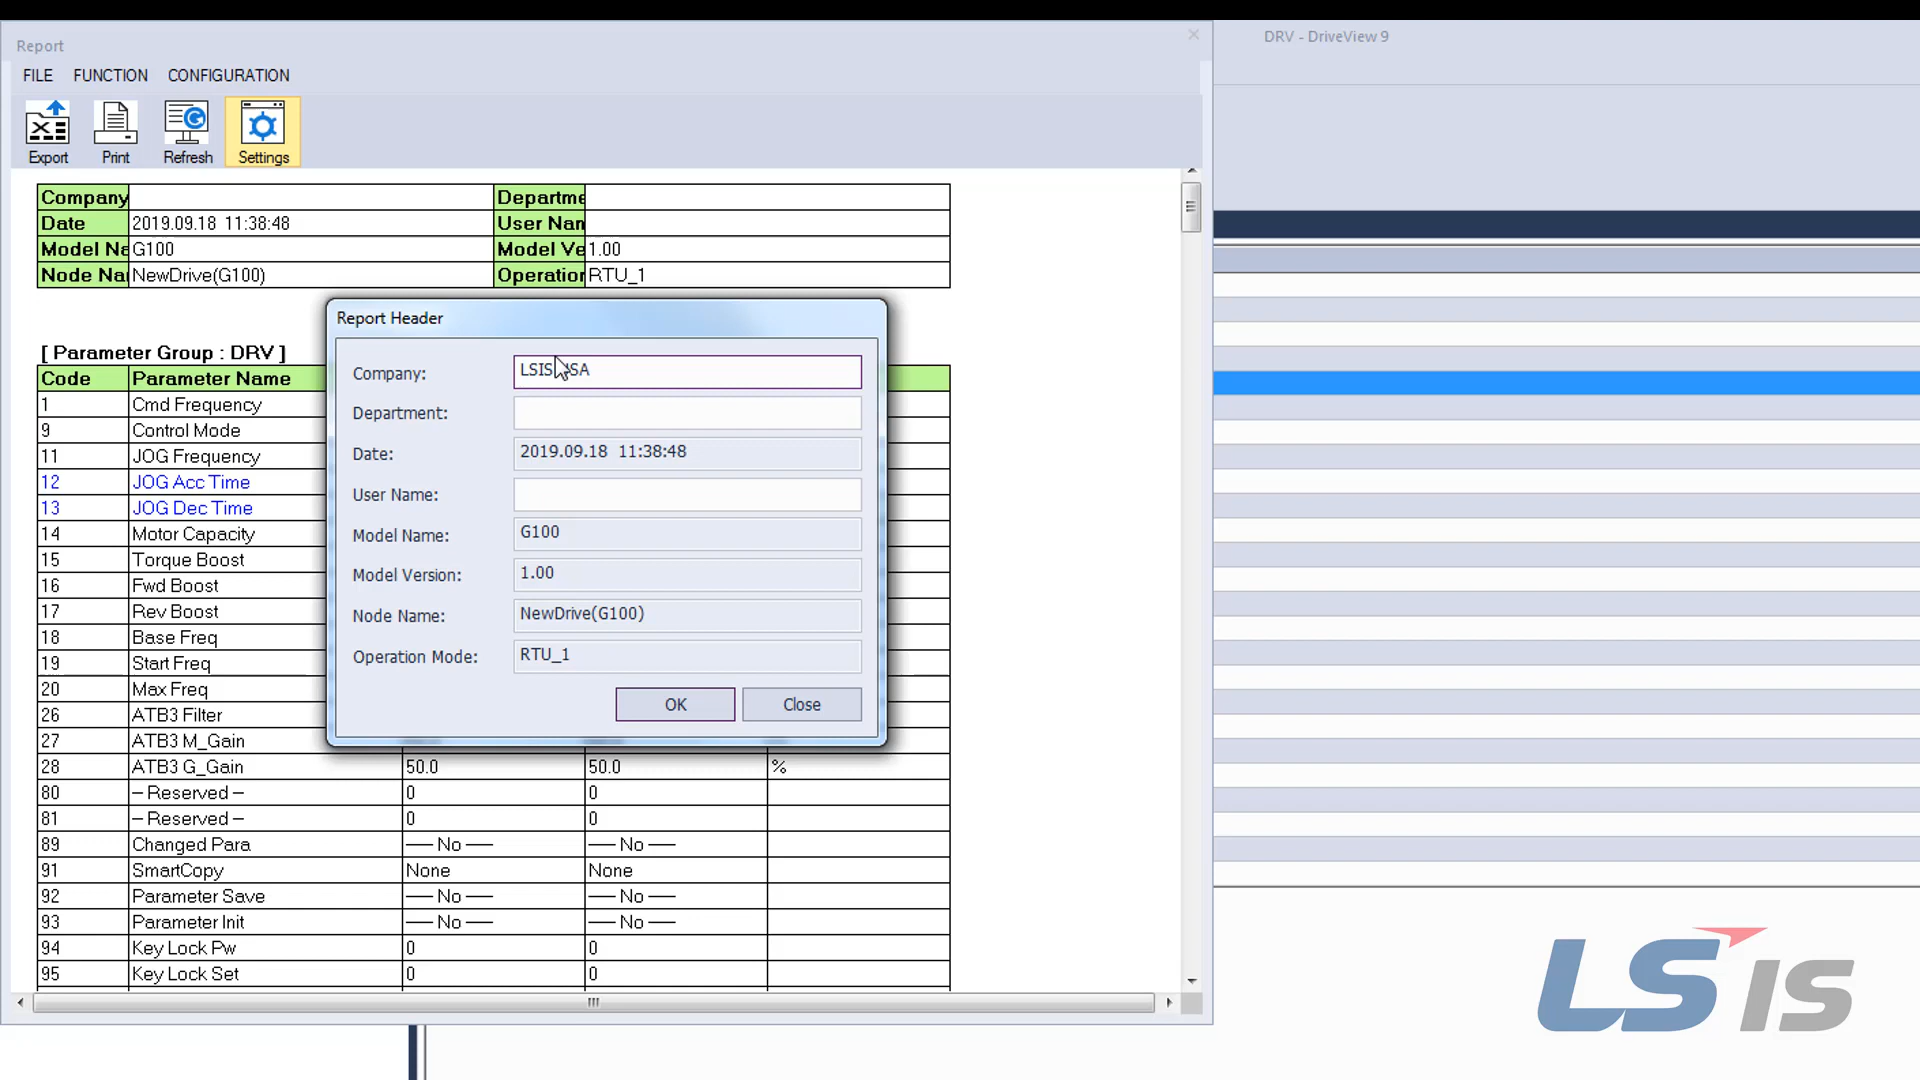 Report
DRV - DriveView 9
FILE FUNCTION CONFIGURATION
Export Print Refresh Settings
Company Departme
Date 2019.09.18 11:38:48 User Nan
Model Na G100 Model Ve 1.00
Node Nai NewDrive(G100) Operation RTU_1
Report Header
Company:
Department:
Date: 2019.09.18 11:38:48
User Name:
Model Name: G100
Model Version: 1.00
Node Name: NewDrive(G100)
Operation Mode: RTU_1
OK Close
[ Parameter Group : DRV ]
Code Parameter Name
1 Cmd Frequency
9 Control Mode
11 JOG Frequency
12 JOG Acc Time
13 JOG Dec Time
14 Motor Capacity
15 Torque Boost
16 Fwd Boost
17 Rev Boost
18 Base Freq
19 Start Freq
20 Max Freq
26 ATB3 Filter
27 ATB3 M_Gain
28 ATB3 G_Gain 50.0 50.0 %
80 – Reserved – 0 0
81 – Reserved – 0 0
89 Changed Para –– No –– –– No ––
91 SmartCopy None None
92 Parameter Save –– No –– –– No ––
93 Parameter Init –– No –– –– No ––
94 Key Lock Pw 0 0
95 Key Lock Set 0 0
LSIS